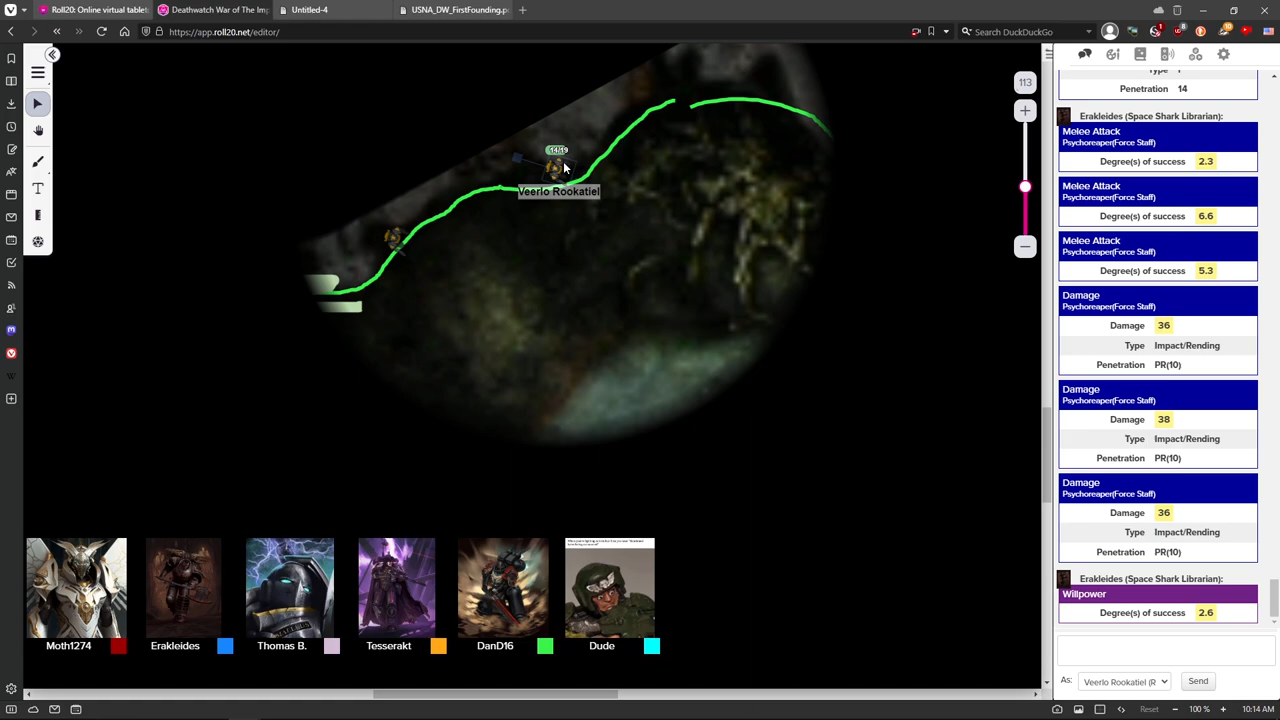 Roll20: Online virtual tablet
Deathwatch War of The Imp
Untitled-4
USNA_DW_FirstFounding.p
https://app.roll20.net/editor/
Search DuckDuckGo
113
Veerlo Rookatiel
Penetration 14
Erakleides (Space Shark Librarian):
Melee Attack
Psychoreaper(Force Staff)
Degree(s) of success 2.3
Melee Attack
Psychoreaper(Force Staff)
Degree(s) of success 6.6
Melee Attack
Psychoreaper(Force Staff)
Degree(s) of success 5.3
Damage
Psychoreaper(Force Staff)
Damage 36
Type Impact/Rending
Penetration PR(10)
Damage
Psychoreaper(Force Staff)
Damage 38
Type Impact/Rending
Penetration PR(10)
Damage
Psychoreaper(Force Staff)
Damage 36
Type Impact/Rending
Penetration PR(10)
Erakleides (Space Shark Librarian):
Willpower
Degree(s) of success 2.6
Moth1274
Erakleides
Thomas B.
Tesserakt
DanD16
Dude
As: Veerlo Rookatiel (R
Send
Reset 100 % 10:14 AM